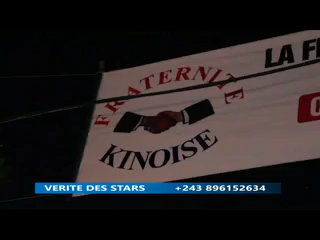 LA F
FRATERNITE
KINOISE
VERITE DES STARS +243 896152634